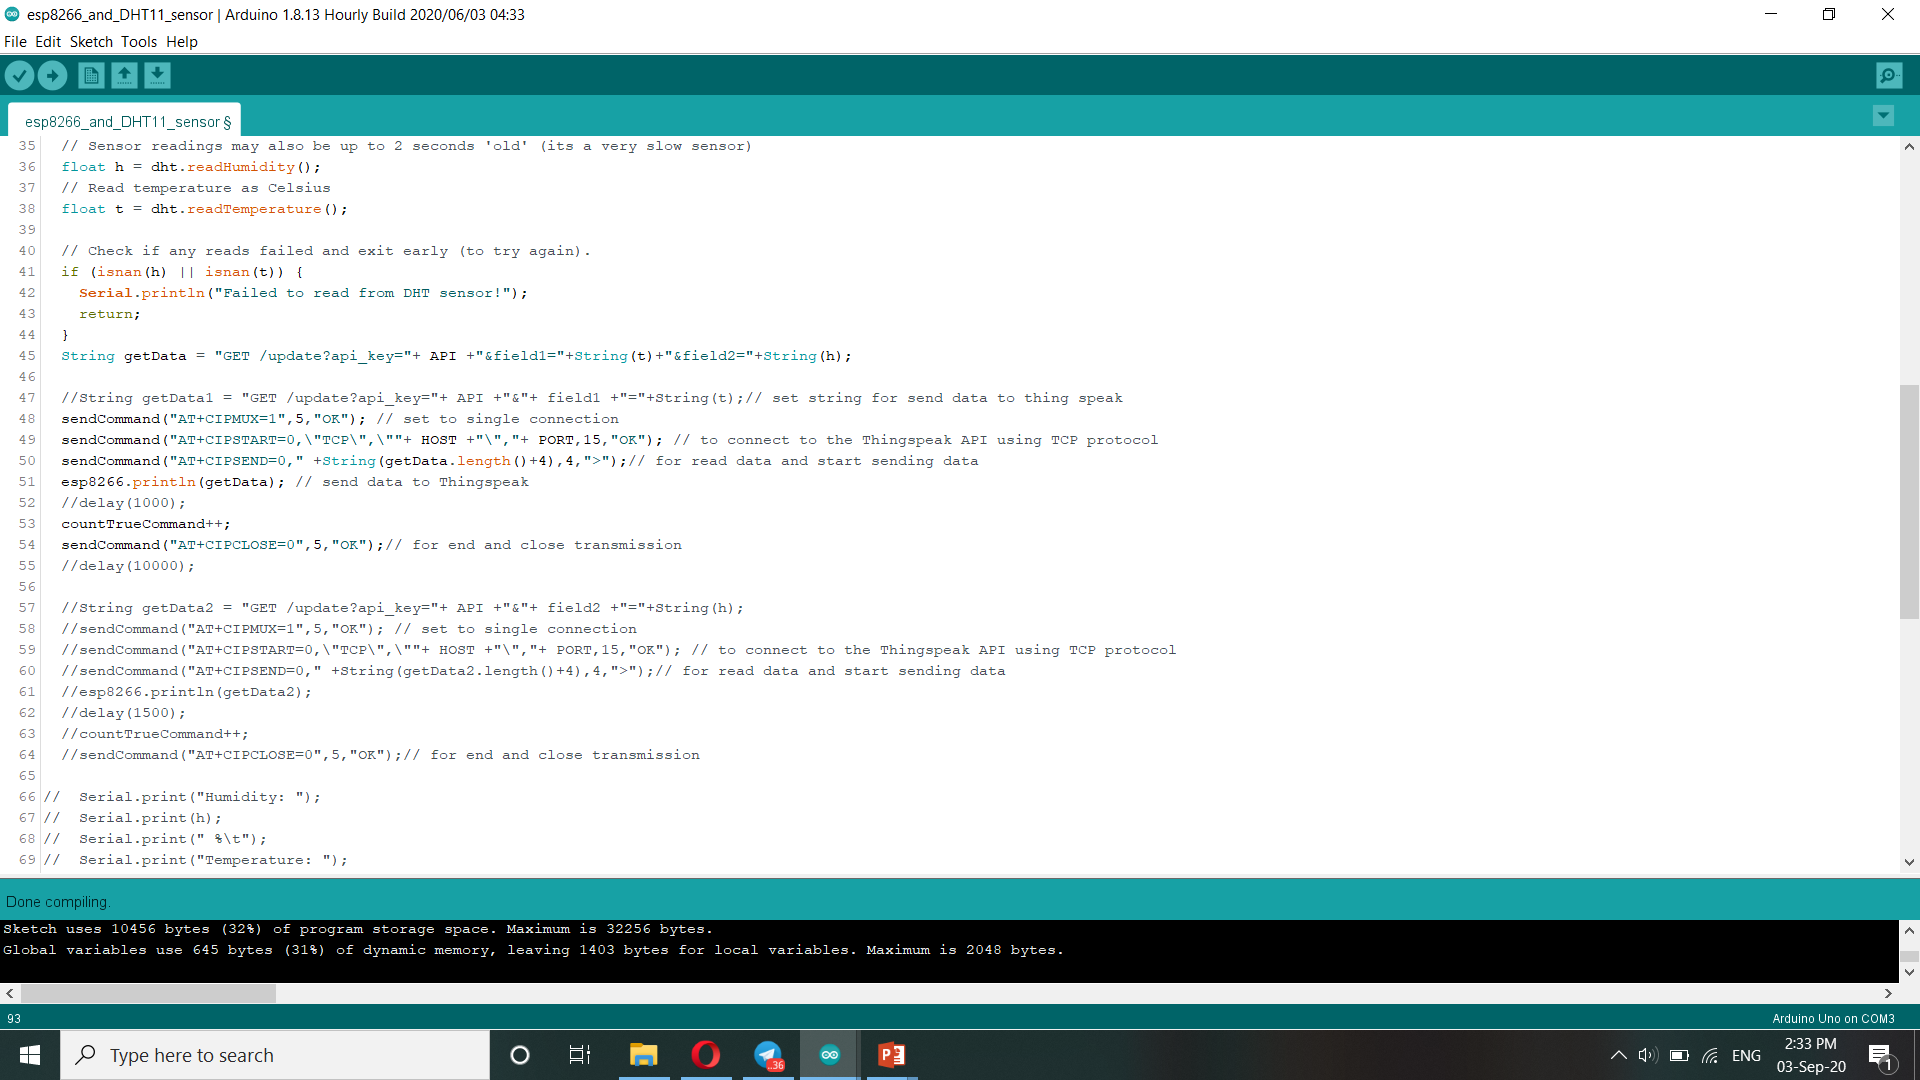 esp8266_and_DHT11_sensor | Arduino 1.8.13 Hourly Build 2020/06/03 04:33
File Edit Sketch Tools Help
esp8266_and_DHT11_sensor §
35 // Sensor readings may also be up to 2 seconds 'old' (its a very slow sensor)
36 float h = dht.readHumidity();
37 // Read temperature as Celsius
38 float t = dht.readTemperature();
39
40 // Check if any reads failed and exit early (to try again).
41 if (isnan(h) || isnan(t)) {
42 Serial.println("Failed to read from DHT sensor!");
43 return;
44 }
45 String getData = "GET /update?api_key="+ API +"&field1="+String(t)+"&field2="+String(h);
46
47 //String getData1 = "GET /update?api_key="+ API +"&"+ field1 +"="+String(t);// set string for send data to thing speak
48 sendCommand("AT+CIPMUX=1",5,"OK"); // set to single connection
49 sendCommand("AT+CIPSTART=0,\"TCP\",\""+ HOST +"\","+ PORT,15,"OK"); // to connect to the Thingspeak API using TCP protocol
50 sendCommand("AT+CIPSEND=0," +String(getData.length()+4),4,">");// for read data and start sending data
51 esp8266.println(getData); // send data to Thingspeak
52 //delay(1000);
53 countTrueCommand++;
54 sendCommand("AT+CIPCLOSE=0",5,"OK");// for end and close transmission
55 //delay(10000);
56
57 //String getData2 = "GET /update?api_key="+ API +"&"+ field2 +"="+String(h);
58 //sendCommand("AT+CIPMUX=1",5,"OK"); // set to single connection
59 //sendCommand("AT+CIPSTART=0,\"TCP\",\""+ HOST +"\","+ PORT,15,"OK"); // to connect to the Thingspeak API using TCP protocol
60 //sendCommand("AT+CIPSEND=0," +String(getData2.length()+4),4,">");// for read data and start sending data
61 //esp8266.println(getData2);
62 //delay(1500);
63 //countTrueCommand++;
64 //sendCommand("AT+CIPCLOSE=0",5,"OK");// for end and close transmission
65
66 // Serial.print("Humidity: ");
67 // Serial.print(h);
68 // Serial.print(" %\t");
69 // Serial.print("Temperature: ");
Done compiling.
Sketch uses 10456 bytes (32%) of program storage space. Maximum is 32256 bytes.
Global variables use 645 bytes (31%) of dynamic memory, leaving 1403 bytes for local variables. Maximum is 2048 bytes.
93
Arduino Uno on COM3
Type here to search
..36
ENG
2:33 PM
03-Sep-20
1